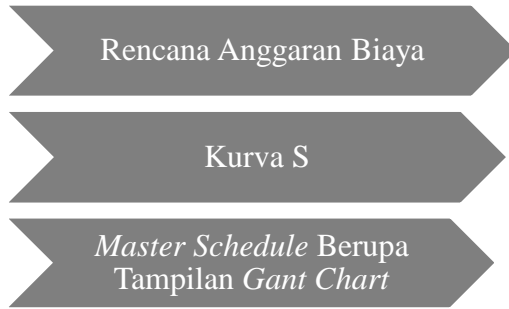 Rencana Anggaran Biaya
Kurva S
Master Schedule Berupa
Tampilan Gant Chart